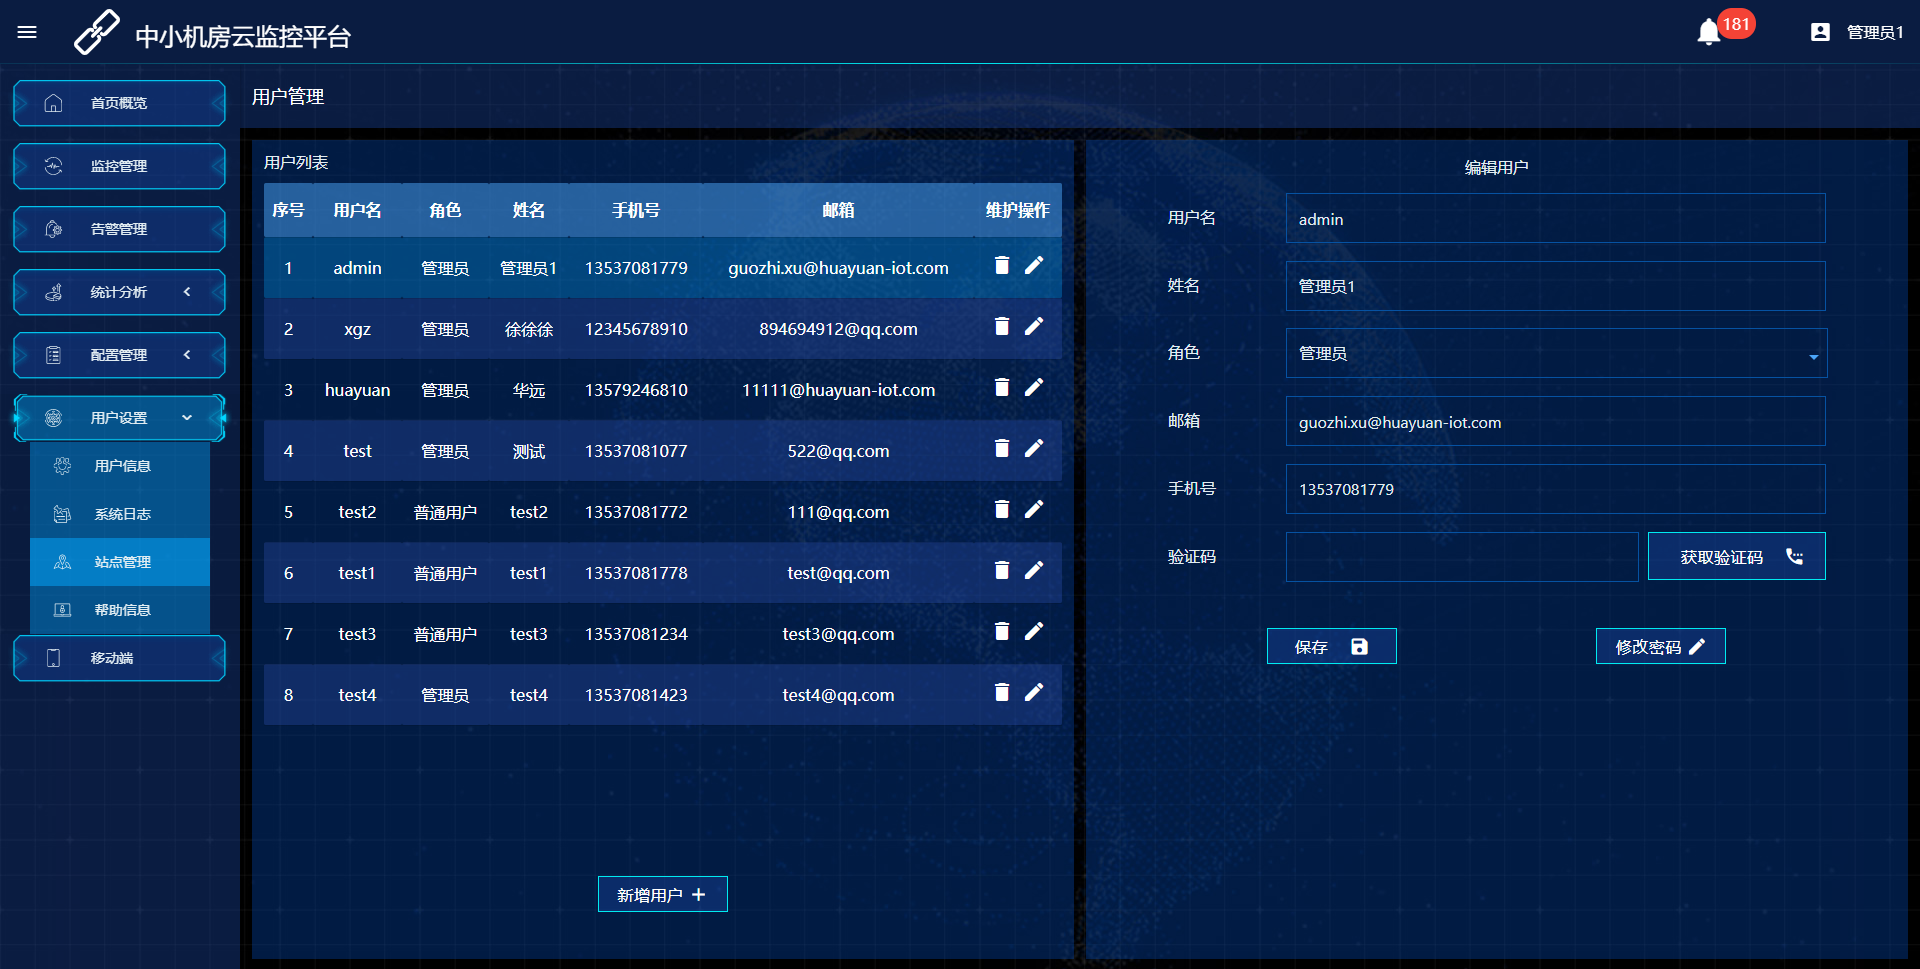 中小机房云监控平台
181
管理员1
首页概览
监控管理
告警管理
统计分析
配置管理
用户设置
用户信息
系统日志
站点管理
帮助信息
移动端
用户管理
用户列表
序号 用户名 角色 姓名 手机号 邮箱 维护操作
1 admin 管理员 管理员1 13537081779 guozhi.xu@huayuan-iot.com
2 xgz 管理员 徐徐徐 12345678910 894694912@qq.com
3 huayuan 管理员 华远 13579246810 11111@huayuan-iot.com
4 test 管理员 测试 13537081077 522@qq.com
5 test2 普通用户 test2 13537081772 111@qq.com
6 test1 普通用户 test1 13537081778 test@qq.com
7 test3 普通用户 test3 13537081234 test3@qq.com
8 test4 管理员 test4 13537081423 test4@qq.com
新增用户
编辑用户
用户名 admin
姓名 管理员1
角色 管理员
邮箱 guozhi.xu@huayuan-iot.com
手机号 13537081779
验证码 获取验证码
保存 修改密码